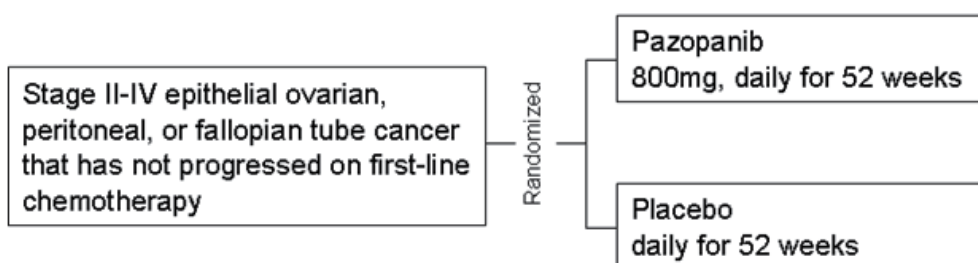 Stage II-IV epithelial ovarian,
peritoneal, or fallopian tube cancer
that has not progressed on first-line
chemotherapy
Randomized
Pazopanib
800mg, daily for 52 weeks
Placebo
daily for 52 weeks